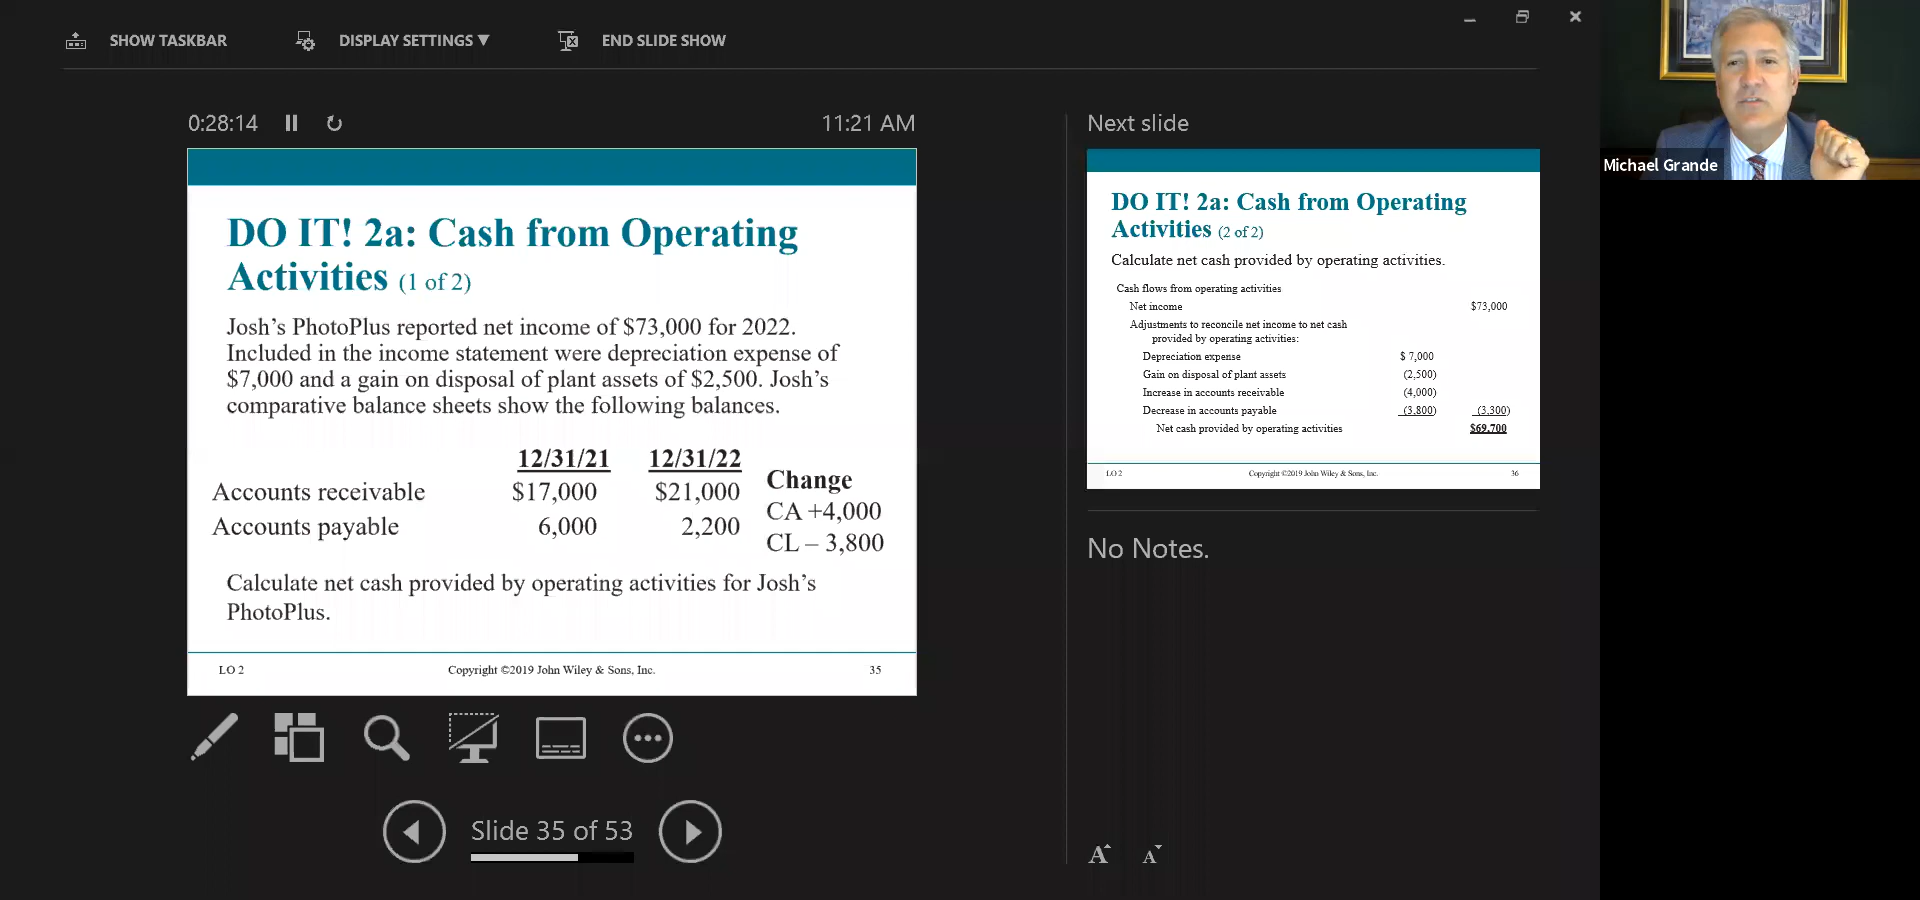 SHOW TASKBAR
DISPLAY SETTINGS ▼
END SLIDE SHOW
0:28:14
11:21 AM
DO IT! 2a: Cash from Operating
Activities (1 of 2)
Josh’s PhotoPlus reported net income of $73,000 for 2022.
Included in the income statement were depreciation expense of
$7,000 and a gain on disposal of plant assets of $2,500. Josh’s
comparative balance sheets show the following balances.
12/31/21 12/31/22 Change
Accounts receivable $17,000 $21,000 CA +4,000
Accounts payable 6,000 2,200 CL – 3,800
Calculate net cash provided by operating activities for Josh’s
PhotoPlus.
LO 2 Copyright ©2019 John Wiley & Sons, Inc. 35
Slide 35 of 53
Next slide
DO IT! 2a: Cash from Operating
Activities (2 of 2)
Calculate net cash provided by operating activities.
Cash flows from operating activities
Net income $73,000
Adjustments to reconcile net income to net cash
provided by operating activities:
Depreciation expense $ 7,000
Gain on disposal of plant assets (2,500)
Increase in accounts receivable (4,000)
Decrease in accounts payable (3,800) (3,300)
Net cash provided by operating activities $69,700
LO 2 Copyright ©2019 John Wiley & Sons, Inc. 36
No Notes.
A A
Michael Grande